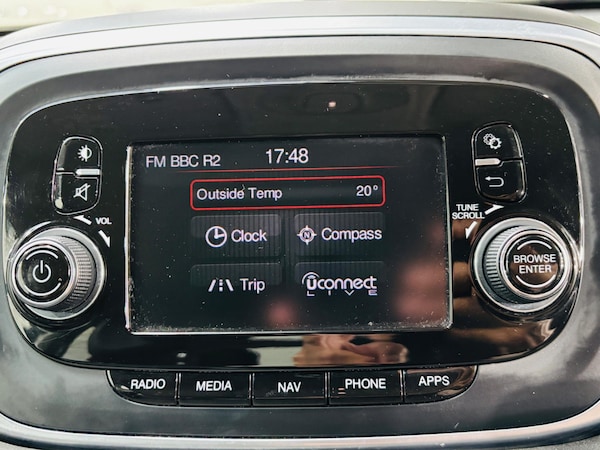 FM BBC R2 17:48
Outside Temp 20°
Clock
N Compass
Trip
Uconnect
LIVE
VOL
TUNE
SCROLL
BROWSE
ENTER
RADIO MEDIA NAV PHONE APPS